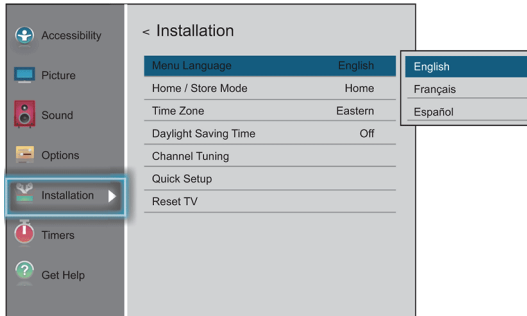 Accessibility
Picture
Sound
Options
Installation
Timers
Get Help
< Installation
Menu Language English
Home / Store Mode Home
Time Zone Eastern
Daylight Saving Time Off
Channel Tuning
Quick Setup
Reset TV
English
Français
Español